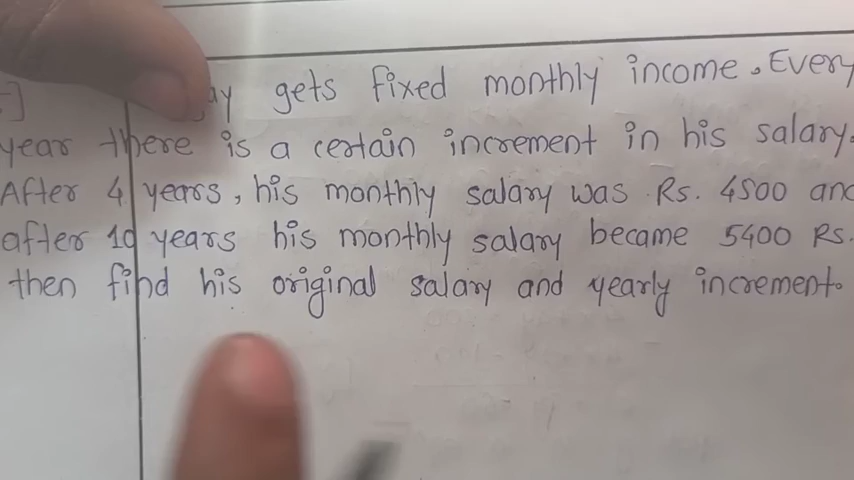 gets fixed monthly income. Every
year there is a certain increment in his salary.
After 4 years, his monthly salary was Rs. 4500 and
after 10 years his monthly salary became 5400 Rs.
then find his original salary and yearly increment.